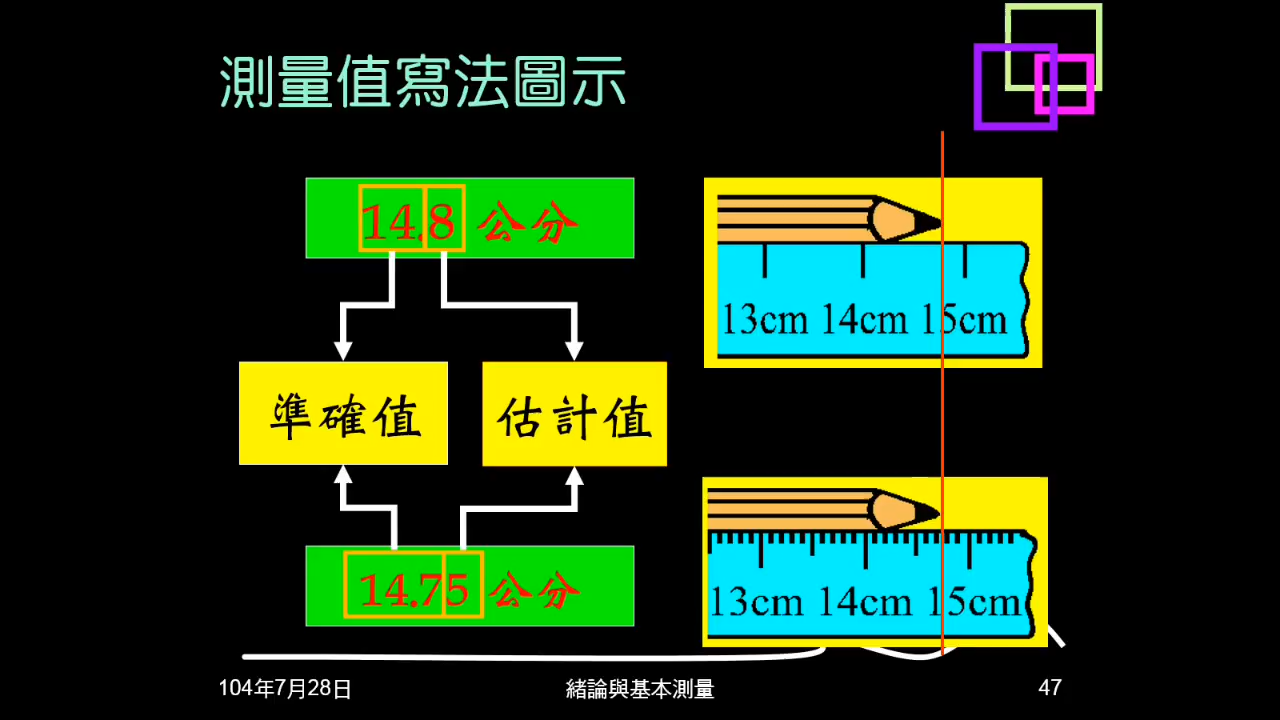 測量值寫法圖示
14.8 公分
準確值
估計值
14.75 公分
13cm 14cm 15cm
13cm 14cm 15cm
104年7月28日
緒論與基本測量
47